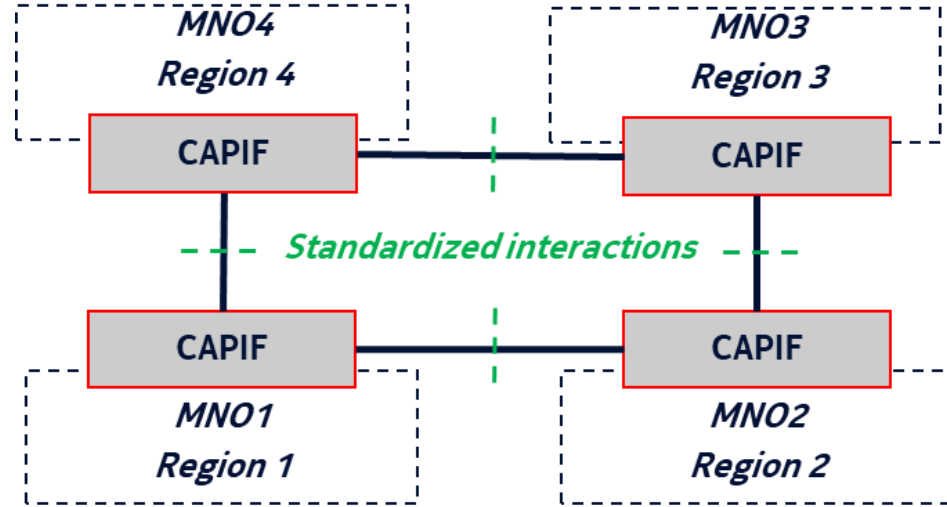 MNO4
Region 4
MNO3
Region 3
CAPIF
CAPIF
Standardized interactions
CAPIF
CAPIF
MNO1
Region 1
MNO2
Region 2